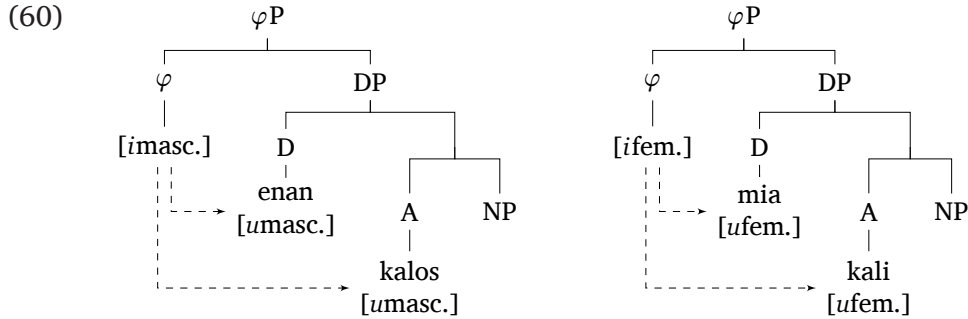 (60) φP φP
φ DP φ DP
[imasc.] D [ifem.] D
enan A NP mia A NP
[umasc.] [ufem.]
kalos kali
[umasc.] [ufem.]